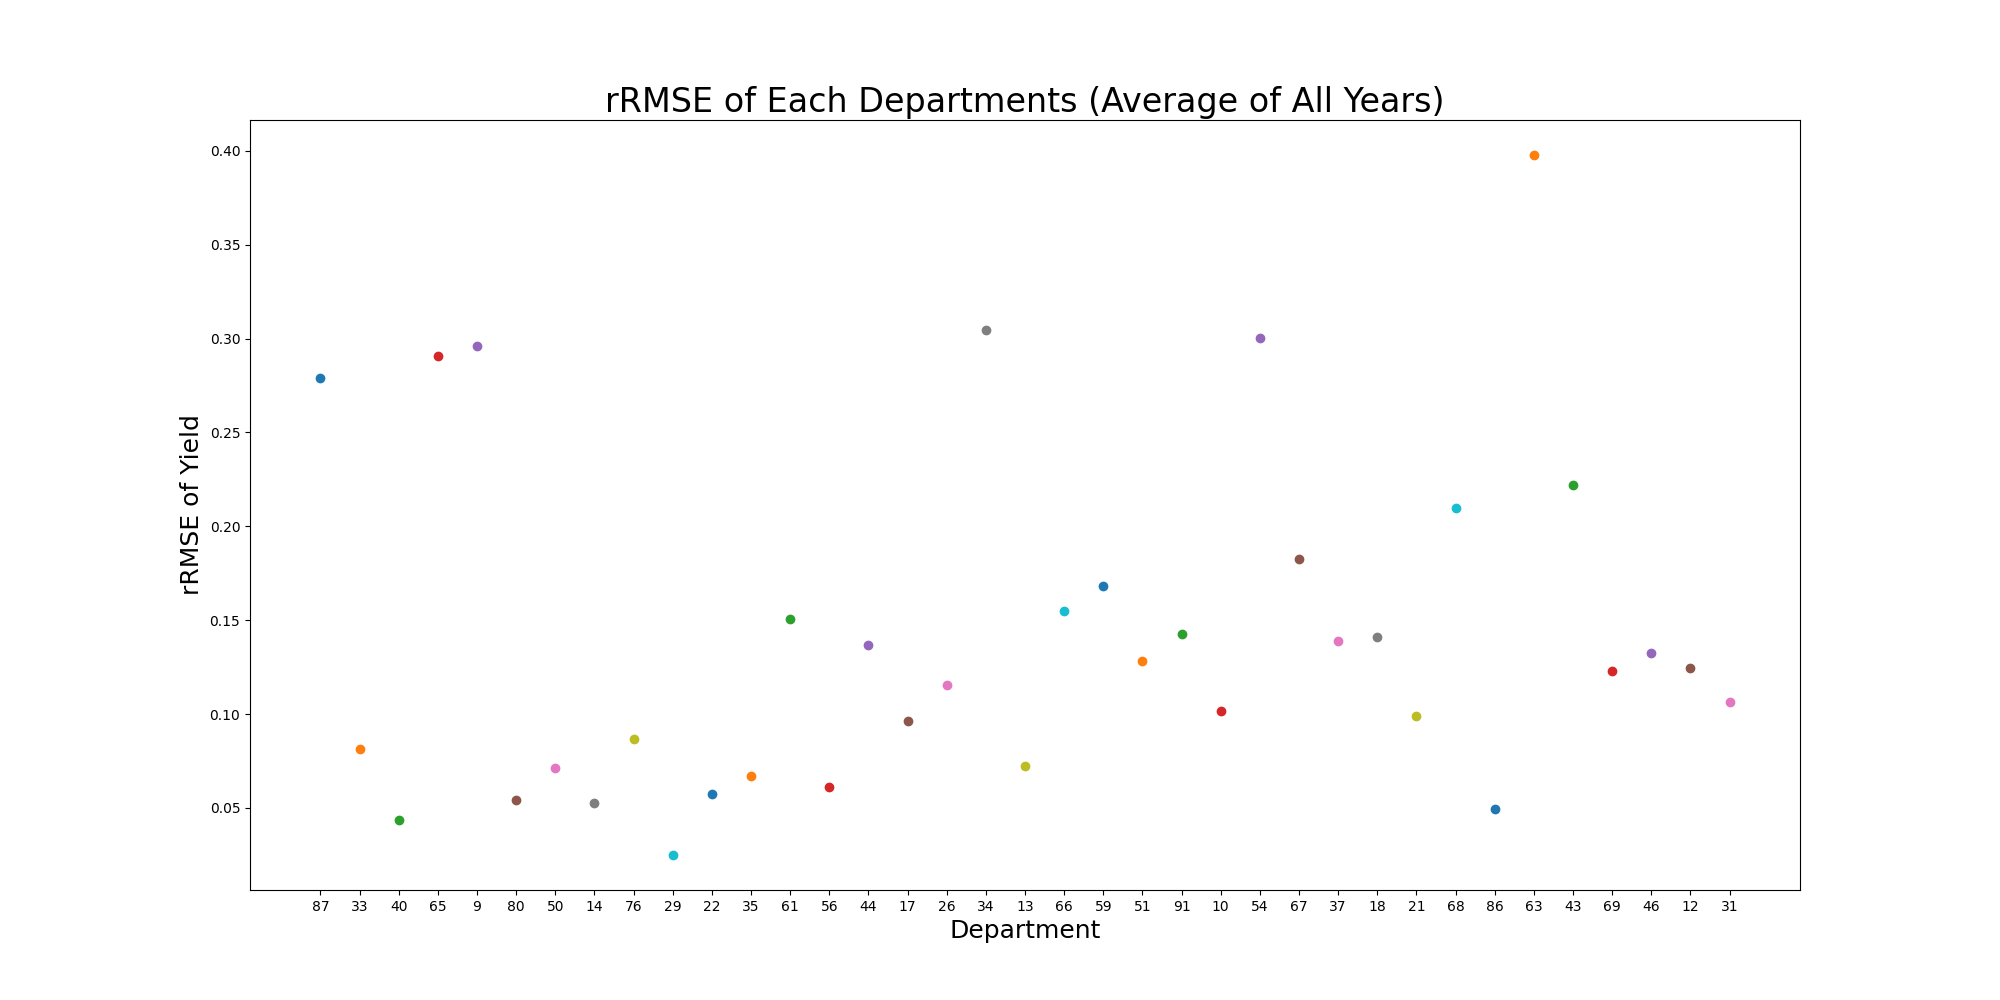 rRMSE of Each Departments (Average of All Years)
0.40
0.35
0.30
0.25
0.20
0.15
0.10
0.05
rRMSE of Yield
87 33 40 65 9 80 50 14 76 29 22 35 61 56 44 17 26 34 13 66 59 51 91 10 54 67 37 18 21 68 86 63 43 69 46 12 31
Department